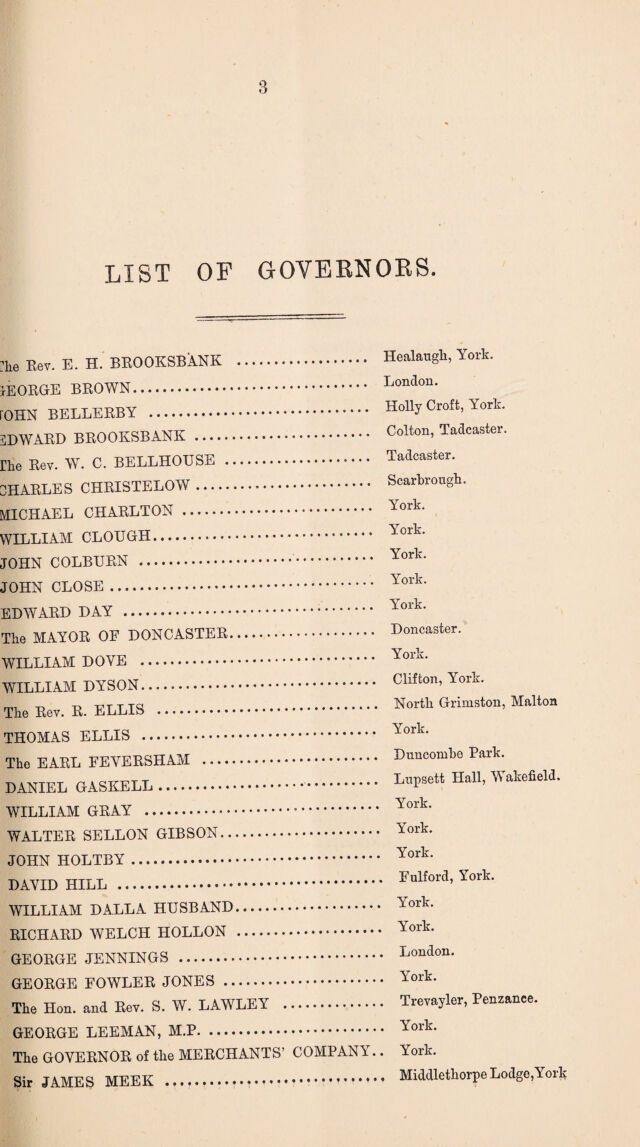 3
LIST OF GOVERNORS.
The Rev. E. H. BROOKSBANK .................. Healaugh, York.
GEORGE BROWN.............................. London.
JOHN BELLERBY ............................ Holly Croft, York.
EDWARD BROOKSBANK ....................... Colton, Tadcaster.
The Rev. W. C. BELLHOUSE ................... Tadcaster.
CHARLES CHRISTELOW ....................... Scarbrough.
MICHAEL CHARLTON ......................... York.
WILLIAM CLOUGH............................ York.
JOHN COLBURN .............................. York.
JOHN CLOSE .................................. York.
EDWARD DAY ................................ York.
The MAYOR OF DONCASTER................... Doncaster.
WILLIAM DOVE .............................. York.
WILLIAM DYSON.............................. Clifton, York.
The Rev. R. ELLIS ............................ North Grimston, Malton
THOMAS ELLIS .............................. York.
The EARL FEVERSHAM ...................... Duncombe Park.
DANIEL GASKELL ............................ Lupsett Hall, Wakefield.
WILLIAM GRAY .............................. York.
WALTER SELLON GIBSON..................... York.
JOHN HOLTBY ................................ York.
DAVID HILL .................................. Fulford, York.
WILLIAM DALLA HUSBAND................... York.
RICHARD WELCH HOLLON ................... York.
GEORGE JENNINGS .......................... London.
GEORGE FOWLER JONES ..................... York.
The Hon. and Rev. S. W. LAWLEY ............. Trevayler, Penzance.
GEORGE LEEMAN, M.P. ....................... York.
The GOVERNOR of the MERCHANTS' COMPANY.. York.
Sir JAMES MEEK ............................ Middlethorpe Lodge,York